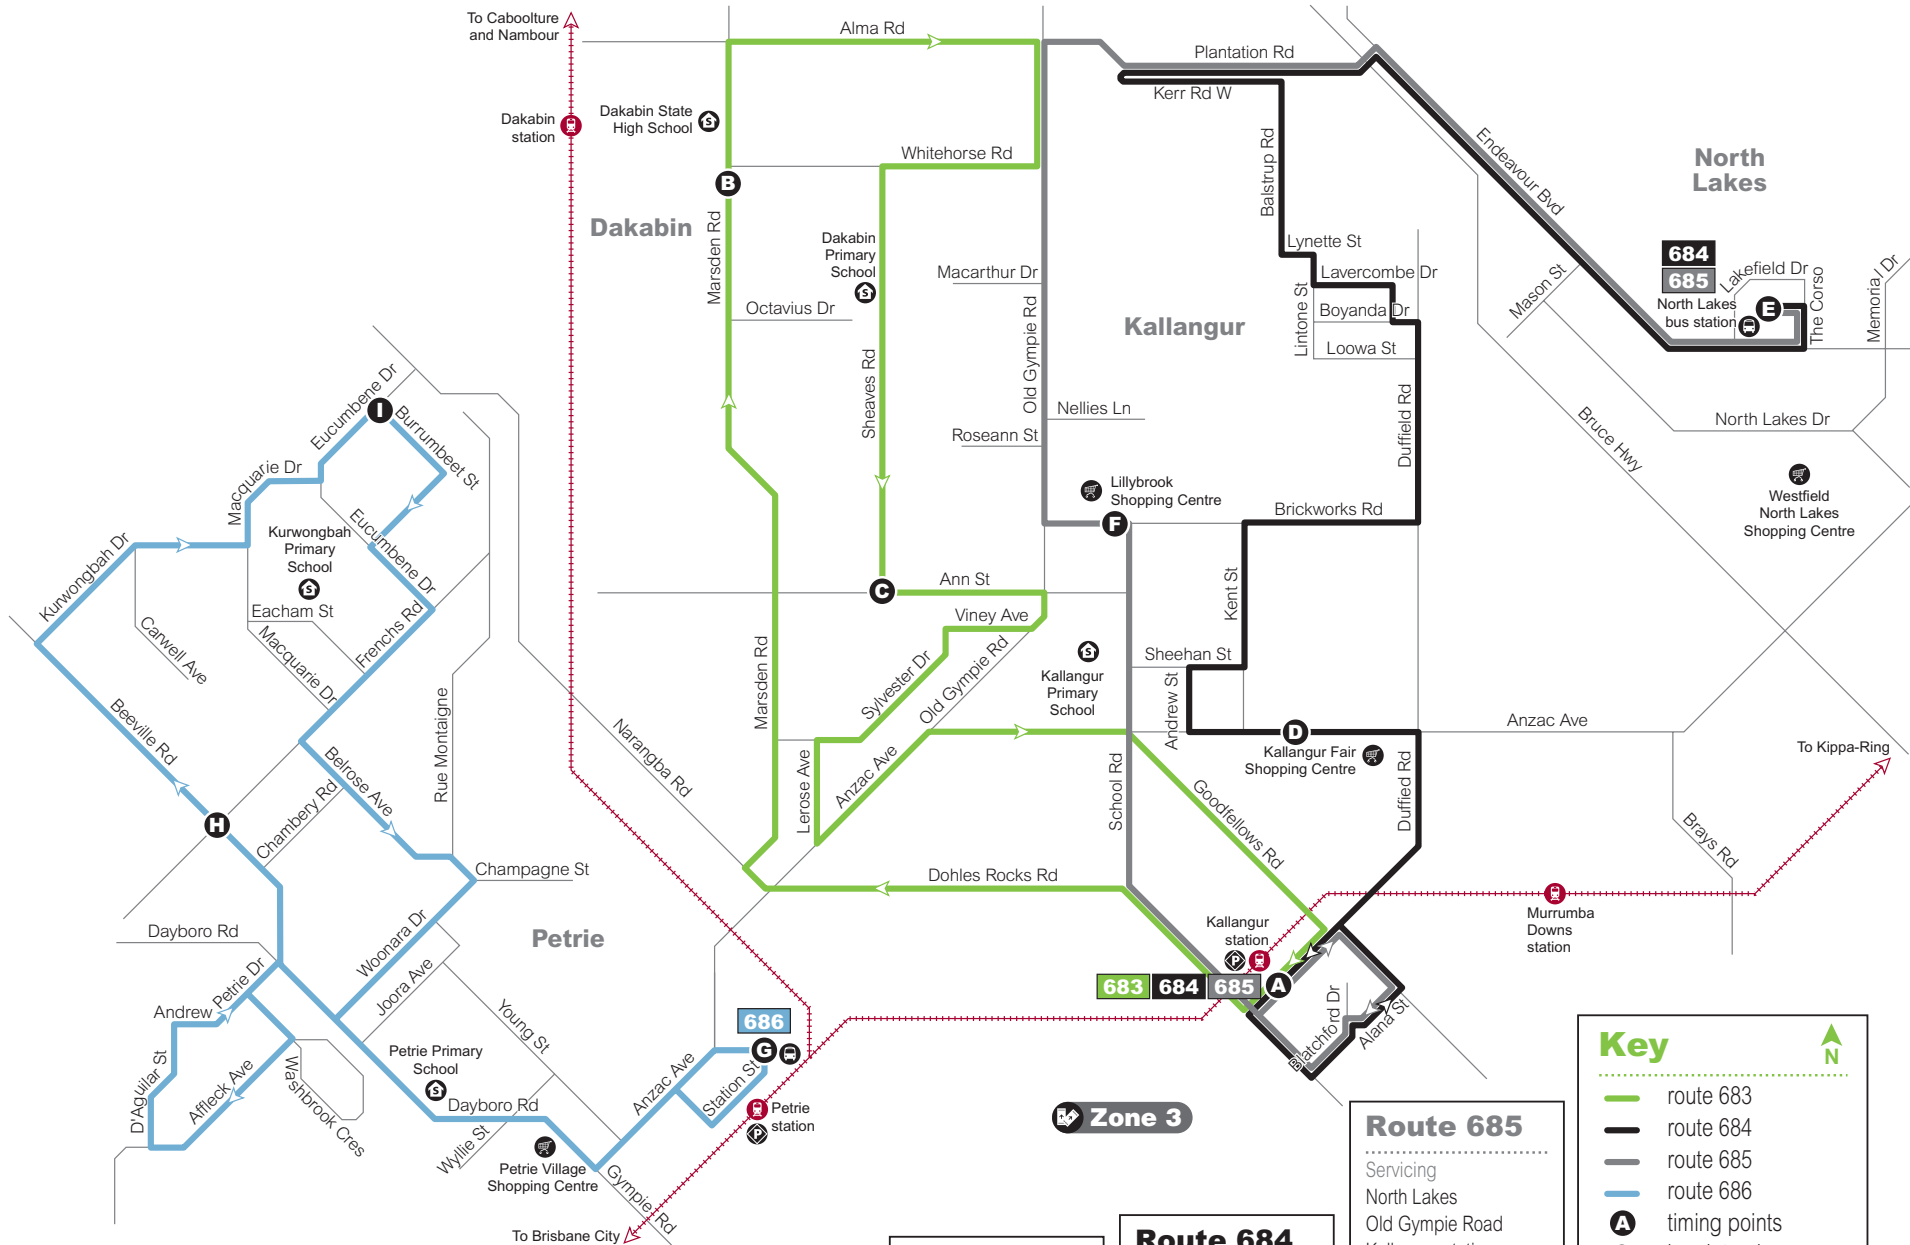 To Caboolture
and Nambour
Alma Rd
Plantation Rd
Kerr Rd W
Dakabin State
High School
Dakabin
station
Whitehorse Rd
Balstrup Rd
Endeavour Bvd
North
Lakes
B
Dakabin
Marsden Rd
Dakabin
Primary
School
Macarthur Dr
Old Gympie Rd
Octavius Dr
Sheaves Rd
Kallangur
Lynette St
Lavercombe Dr
Lintone St
Boyanda Dr
Loowa St
Mason St
684
685
Lakefield Dr
North Lakes
bus station
E
The Corso
Memorial Dr
Nellies Ln
Roseann St
Duffield Rd
Bruce Hwy
North Lakes Dr
Eucumbene Dr
I
Burrumbeet St
Macquarie Dr
Lillybrook
Shopping Centre
F
Brickworks Rd
Westfield
North Lakes
Shopping Centre
Kurwongbah Dr
Kurwongbah
Primary
School
Eucumbene Dr
Eacham St
Carwell Ave
Macquarie Dr
Frenchs Rd
C
Ann St
Viney Ave
Kent St
Sheehan St
Kallangur
Primary
School
Andrew St
Sylvester Dr
Old Gympie Rd
Marsden Rd
Beeville Rd
Rue Montaigne
Narangba Rd
Belrose Ave
Chambery Rd
H
Lerose Ave
Anzac Ave
D
Kallangur Fair
Shopping Centre
Anzac Ave
To Kippa-Ring
School Rd
Goodfellows Rd
Duffied Rd
Brays Rd
Champagne St
Dohles Rocks Rd
Murrumba
Downs
station
Dayboro Rd
Woonara Dr
Petrie
Kallangur
station
P
683
684
685
A
Petrie Dr
Joora Ave
Andrew
Young St
686
G
Station St
Anzac Ave
Blatchford Dr
Alana St
D'Aguilar St
Affleck Ave
Washbrook Cres
Petrie Primary
School
Dayboro Rd
Wyllie St
Petrie Village
Shopping Centre
Gympie Rd
Petrie
station
P
To Brisbane City
Zone 3
Route 684
Route 685
Servicing
North Lakes
Old Gympie Road
Key
N
route 683
route 684
route 685
route 686
A
timing points